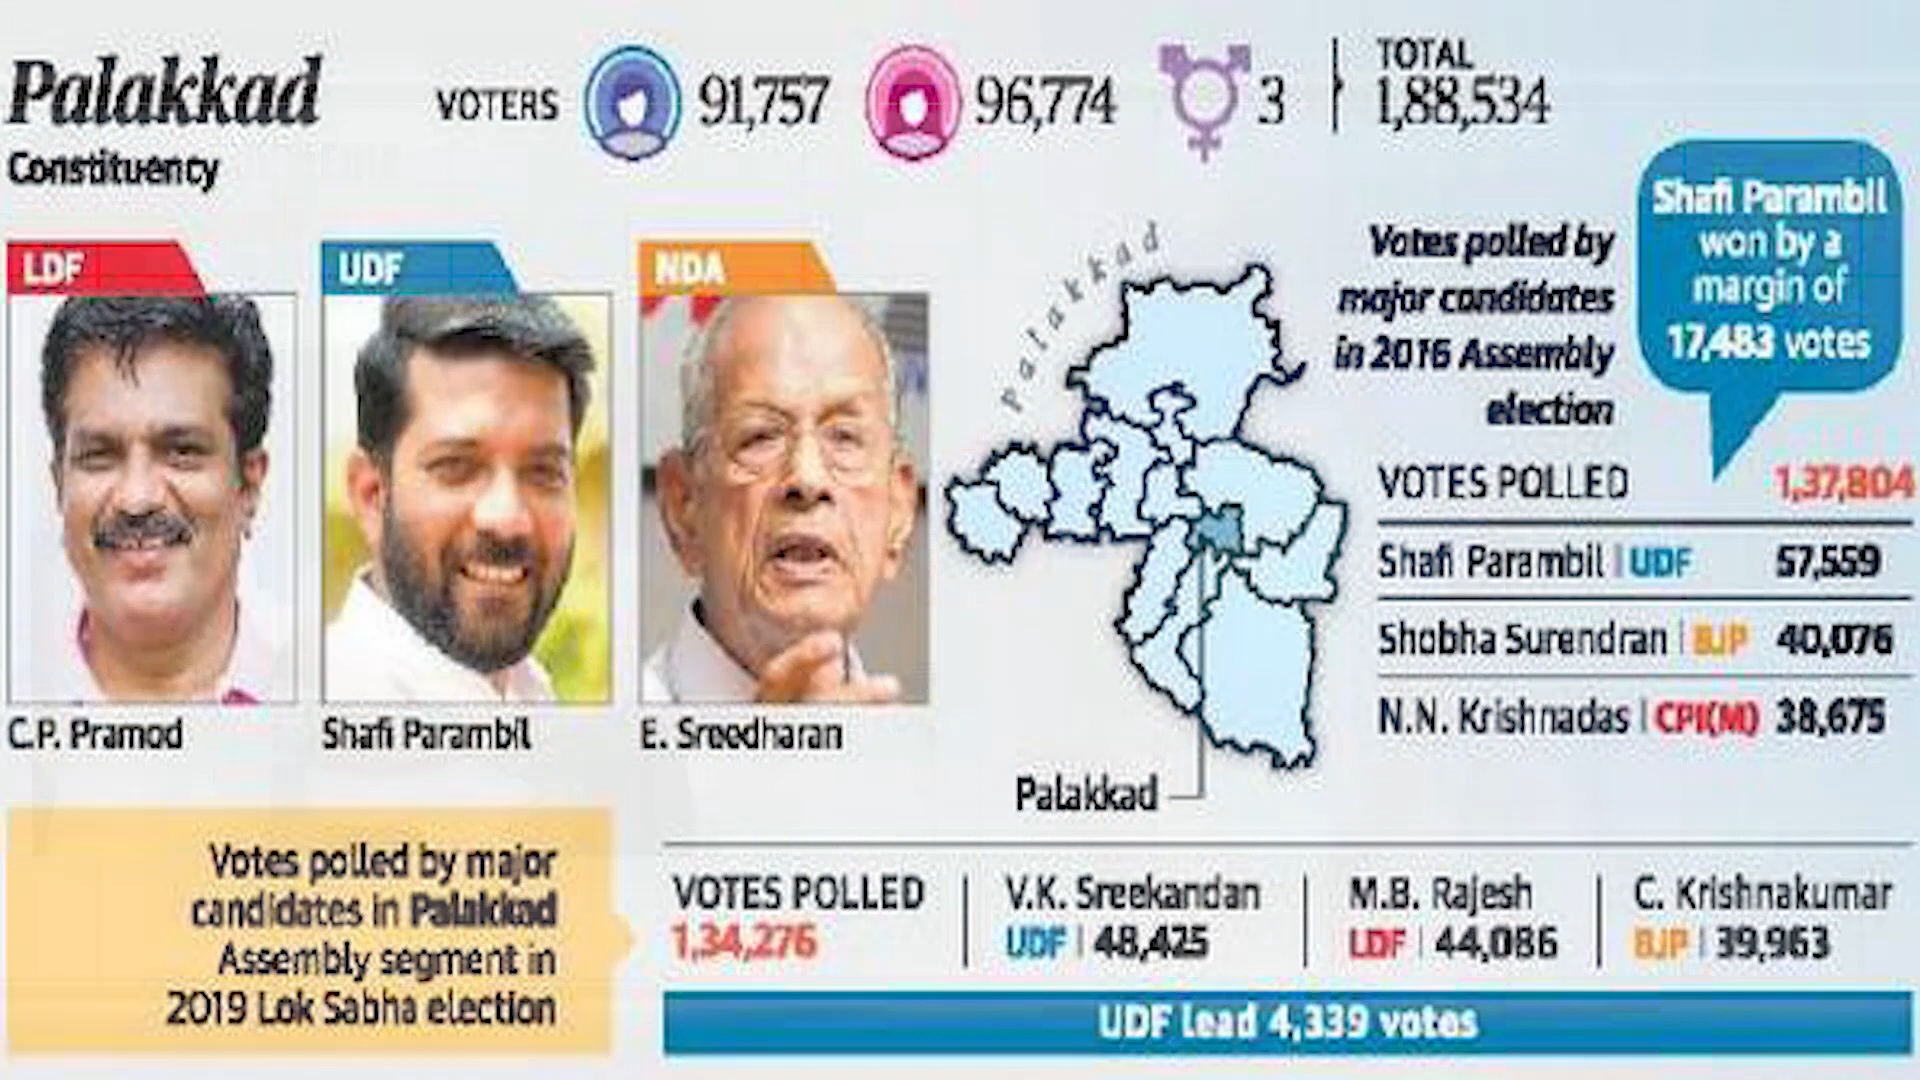 Palakkad
Constituency
VOTERS 91,757 96,774 3
TOTAL
1,88,534
LDF
UDF
NDA
C.P. Pramod
Shafi Parambil
E. Sreedharan
Palakkad
Palakkad
Votes polled by
major candidates
in 2016 Assembly
election
Shafi Parambil
won by a
margin of
17,483 votes
VOTES POLLED 1,37,804
Shafi Parambil | UDF 57,559
Shobha Surendran | BJP 40,076
N.N. Krishnadas | CPI(M) 38,675
Votes polled by major
candidates in Palakkad
Assembly segment in
2019 Lok Sabha election
VOTES POLLED
1,34,276
V.K. Sreekandan
UDF | 48,425
M.B. Rajesh
LDF | 44,086
C. Krishnakumar
BJP | 39,963
UDF lead 4,339 votes